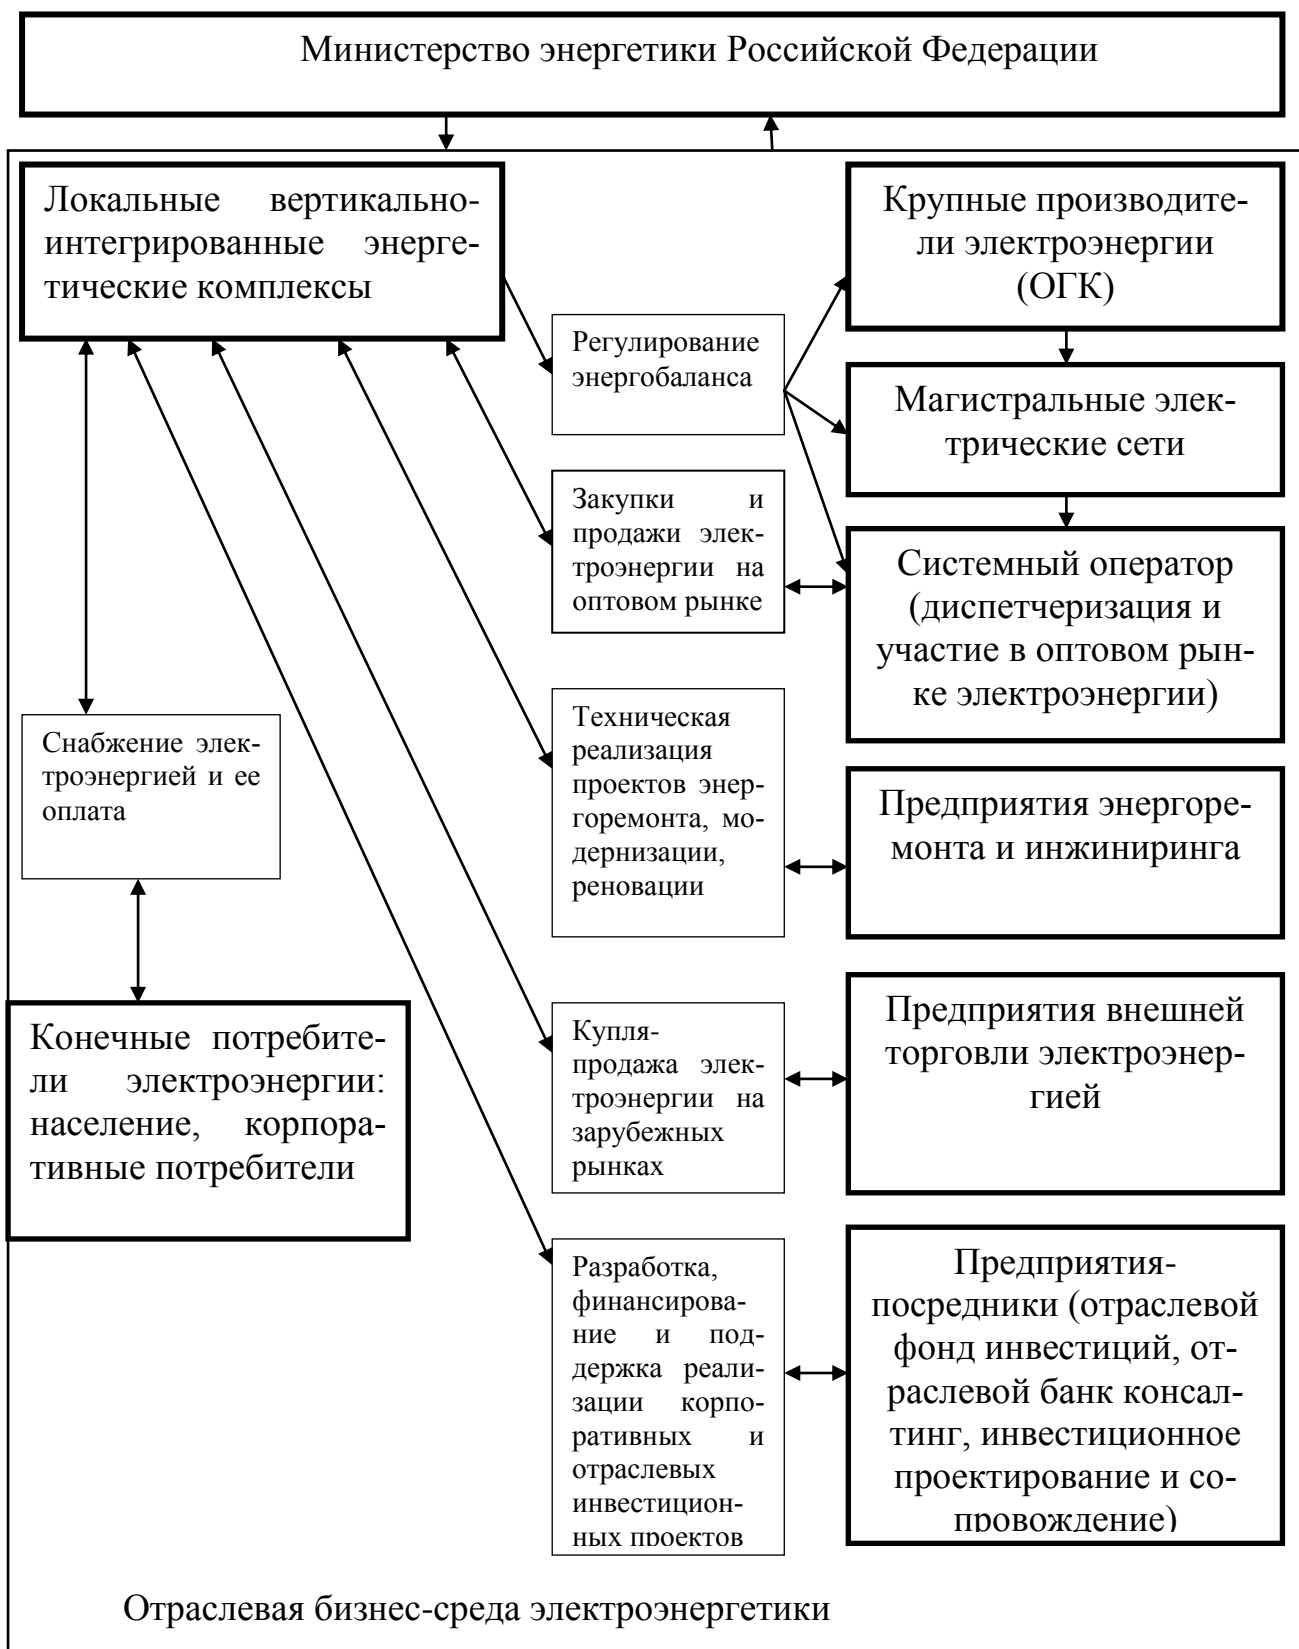 Министерство энергетики Российской Федерации
Локальные вертикально-
интегрированные энерге-
тические комплексы
Крупные производите-
ли электроэнергии
(ОГК)
Регулирование
энергобаланса
Магистральные элек-
трические сети
Закупки и
продажи элек-
троэнергии на
оптовом рынке
Системный оператор
(диспетчеризация и
участие в оптовом рын-
ке электроэнергии)
Снабжение элек-
троэнергией и ее
оплата
Техническая
реализация
проектов энер-
горемонта, мо-
дернизации,
реновации
Предприятия энергоре-
монта и инжиниринга
Конечные потребите-
ли электроэнергии:
население, корпора-
тивные потребители
Купля-
продажа элек-
троэнергии на
зарубежных
рынках
Предприятия внешней
торговли электроэнер-
гией
Разработка,
финансирова-
ние и под-
держка реали-
зации корпо-
ративных и
отраслевых
инвестицион-
ных проектов
Предприятия-
посредники (отраслевой
фонд инвестиций, от-
раслевой банк консал-
тинг, инвестиционное
проектирование и со-
провождение)
Отраслевая бизнес-среда электроэнергетики